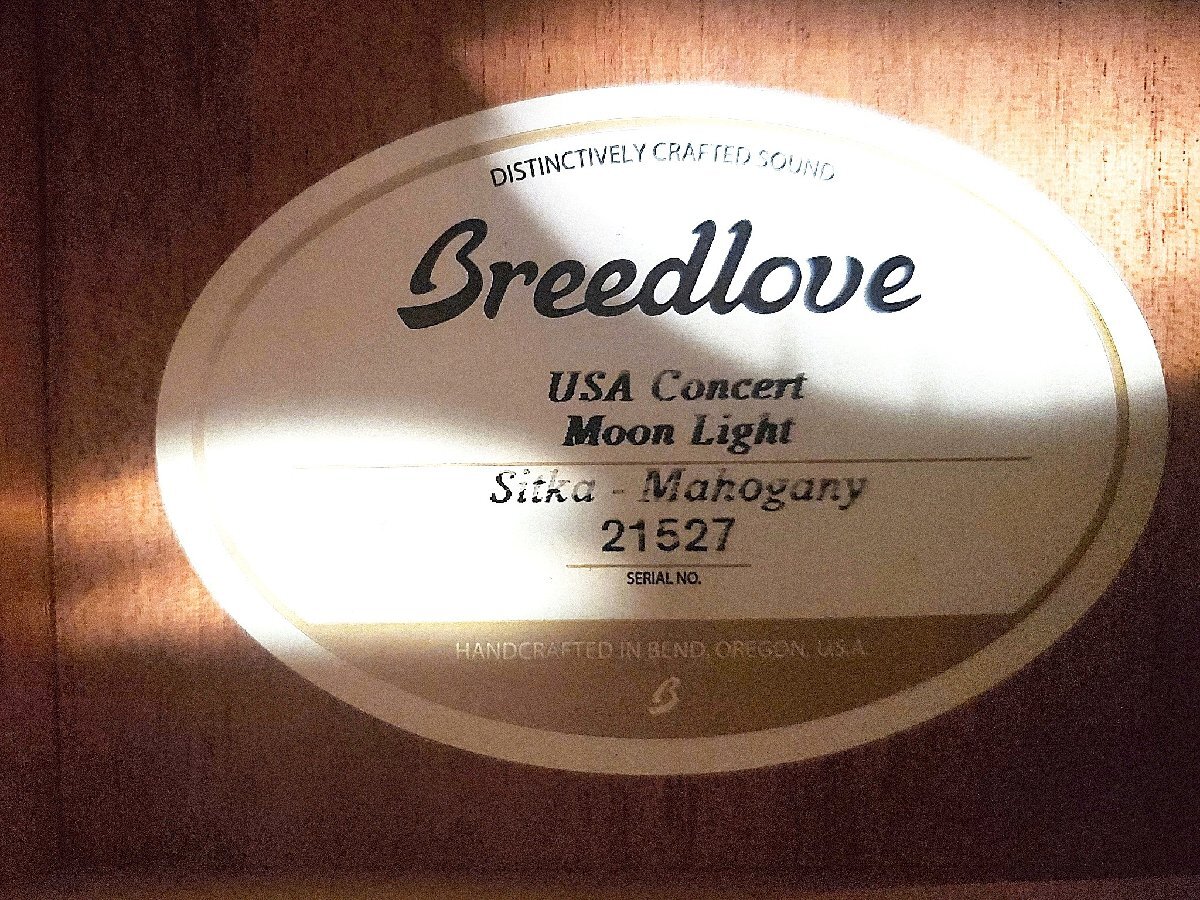 DISTINCTIVELY CRAFTED SOUND
Breedlove
USA Concert
Moon Light
Sitka - Mahogany
21527
SERIAL NO.
HANDCRAFTED IN BEND, OREGON, U.S.A.
B